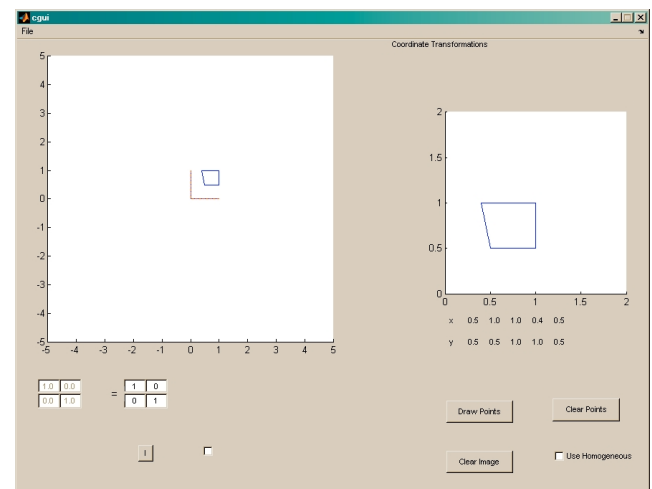 cgui
File
Coordinate Transformations
5
4
3
2
1
0
-1
-2
-3
-4
-5
-5 -4 -3 -2 -1 0 1 2 3 4 5
2
1.5
1
0.5
0
0 0.5 1 1.5 2
x 0.5 1.0 1.0 0.4 0.5
y 0.5 0.5 1.0 1.0 0.5
1.0 0.0 = 1 0
0.0 1.0 0 1
Draw Points Clear Points
I
Clear Image Use Homogeneous